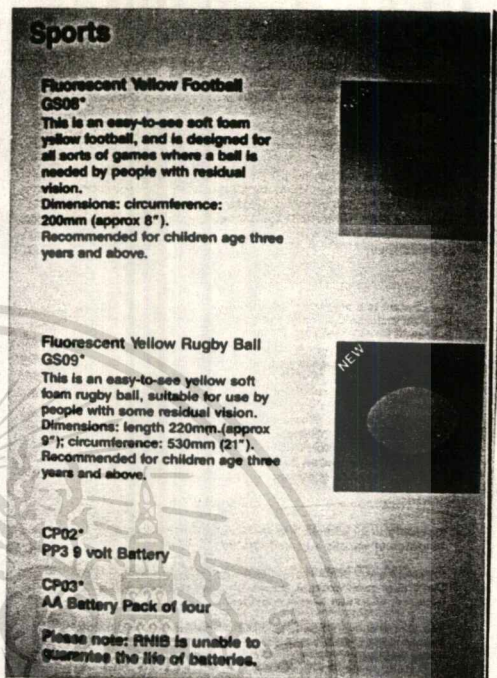 Sports
Fluorescent Yellow Football
GS08*
This is an easy-to-see soft foam
yellow football, and is designed for
all sorts of games where a ball is
needed by people with residual
vision.
Dimensions: circumference:
200mm (approx 8").
Recommended for children age three
years and above.
Fluorescent Yellow Rugby Ball
GS09*
NEW
This is an easy-to-see yellow soft
foam rugby ball, suitable for use by
people with some residual vision.
Dimensions: length 220mm.(approx
9"); circumference: 530mm (21").
Recommended for children age three
years and above.
CP02*
PP3 9 volt Battery
CP03*
AA Battery Pack of four
Please note: RNIB is unable to
guarantee the life of batteries.